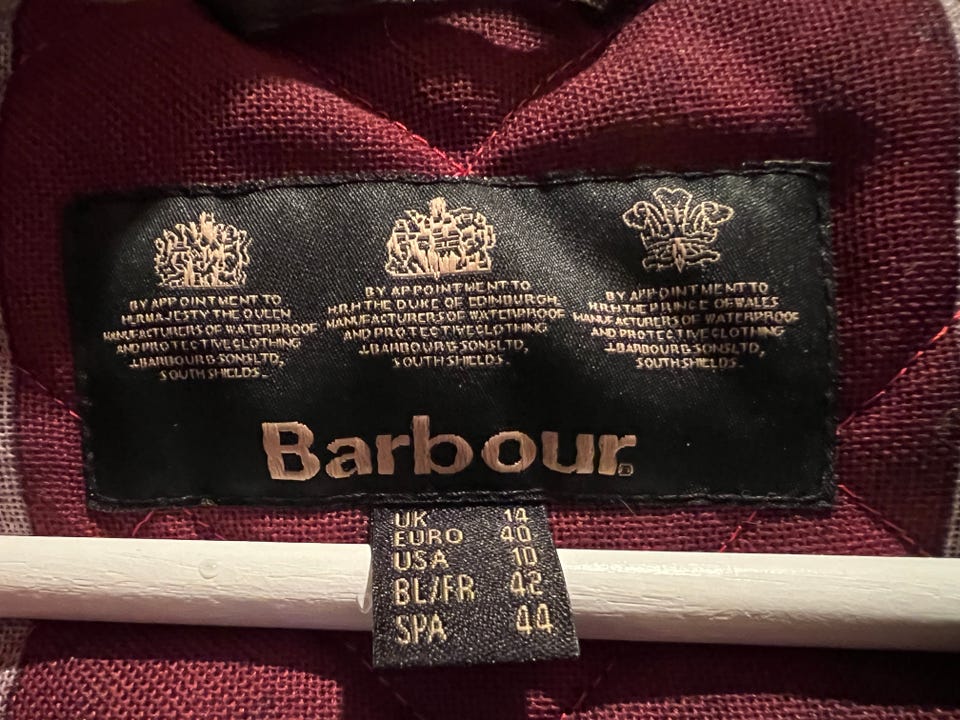 BY APPOINTMENT TO
H.R.MAJESTY THE QUEEN
MANUFACTURERS OF WATERPROOF
AND PROTECTIVE CLOTHING
J.BARBOUR & SONS LTD,
SOUTH SHIELDS.
BY APPOINTMENT TO
H.R.H THE DUKE OF EDINBURGH
MANUFACTURERS OF WATERPROOF
AND PROTECTIVE CLOTHING
J.BARBOUR & SONS LTD,
SOUTH SHIELDS.
BY APPOINTMENT TO
H.R.H. THE PRINCE OF WALES
MANUFACTURERS OF WATERPROOF
AND PROTECTIVE CLOTHING
J.BARBOUR & SONS LTD,
SOUTH SHIELDS.
Barbour®
UK 14
EURO 40
USA 10
BL/FR 42
SPA 44